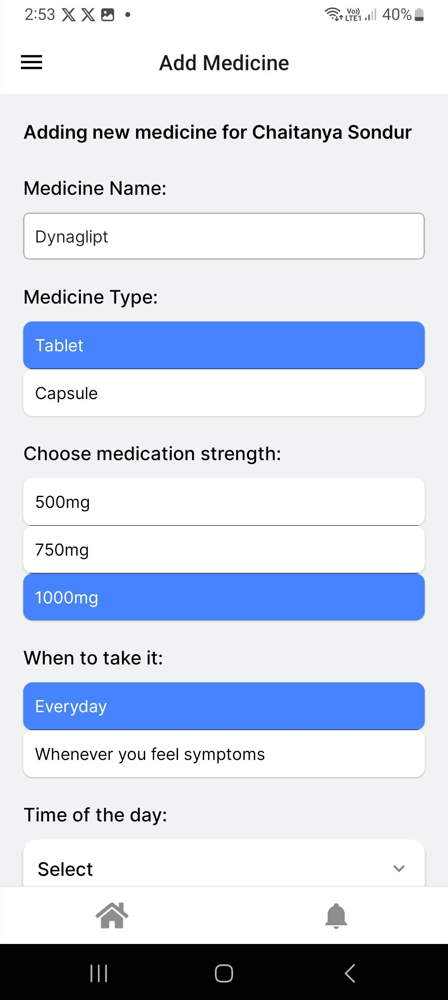 2:53
Vo)) LTE1 40%
Add Medicine
Adding new medicine for Chaitanya Sondur
Medicine Name:
Dynaglipt
Medicine Type:
Tablet
Capsule
Choose medication strength:
500mg
750mg
1000mg
When to take it:
Everyday
Whenever you feel symptoms
Time of the day:
Select